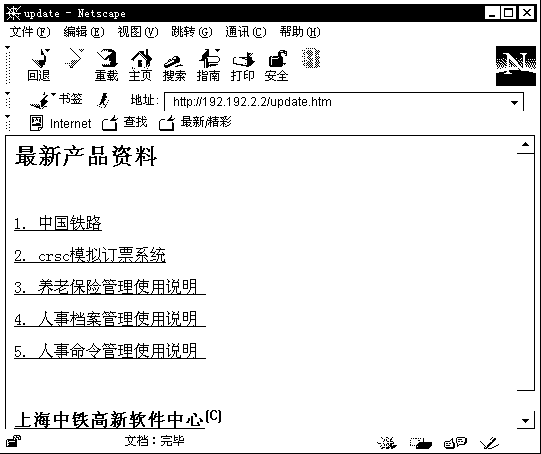 update - Netscape
文件(F) 编辑(E) 视图(V) 跳转(G) 通讯(C) 帮助(H)
回退 重载 主页 搜索 指南 打印 安全
N
书签 地址: http://192.192.2.2/update.htm
Internet 查找 最新/精彩
最新产品资料
1. 中国铁路
2. crsc模拟订票系统
3. 养老保险管理使用说明
4. 人事档案管理使用说明
5. 人事命令管理使用说明
上海中铁高新软件中心(C)
文档:完毕